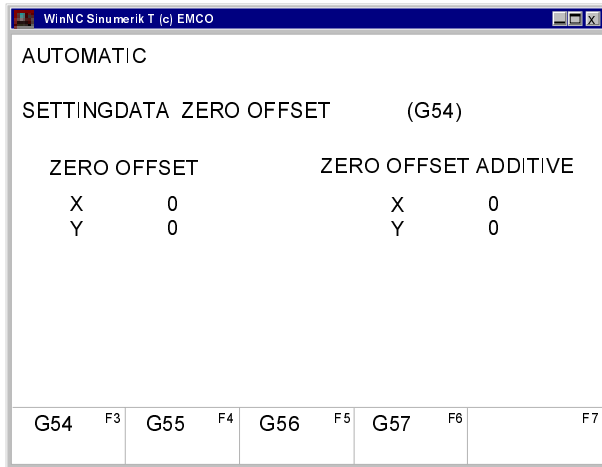 WinNC Sinumerik T (c) EMCO
AUTOMATIC
SETTINGDATA ZERO OFFSET (G54)
ZERO OFFSET ZERO OFFSET ADDITIVE
X 0 X 0
Y 0 Y 0
G54 F3 G55 F4 G56 F5 G57 F6 F7